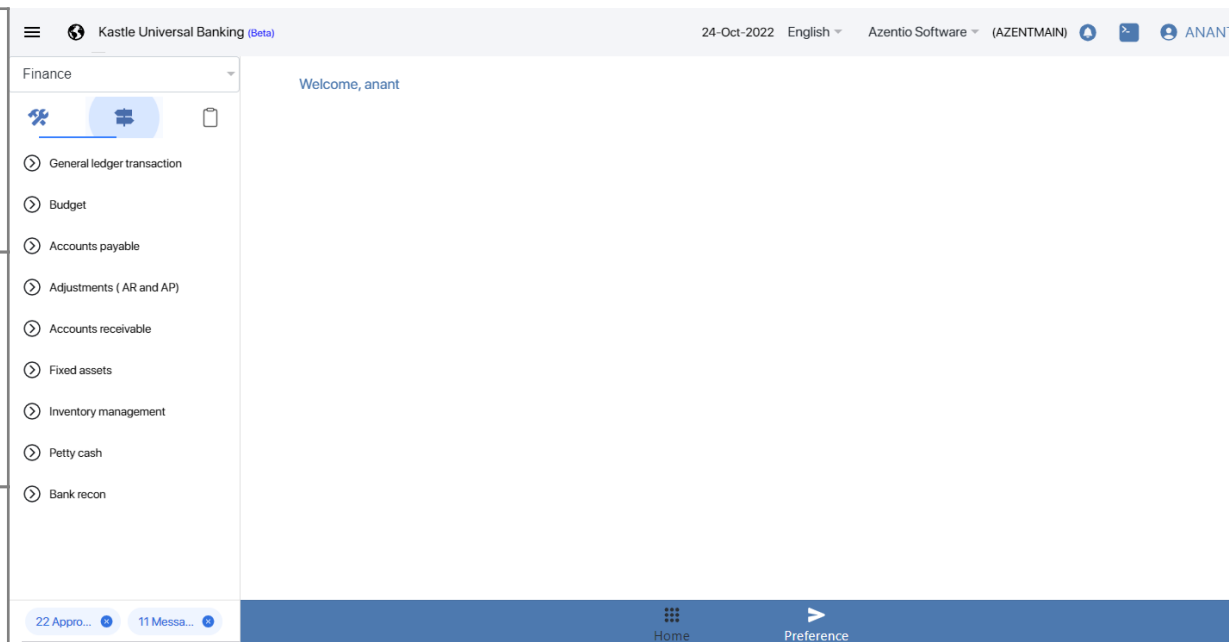 Kastle Universal Banking (Beta) 24-Oct-2022 English Azentio Software (AZENTMAIN) ANANT
Finance
Welcome, anant
General ledger transaction
Budget
Accounts payable
Adjustments ( AR and AP)
Accounts receivable
Fixed assets
Inventory management
Petty cash
Bank recon
22 Appro... 11 Messa...
Home Preference